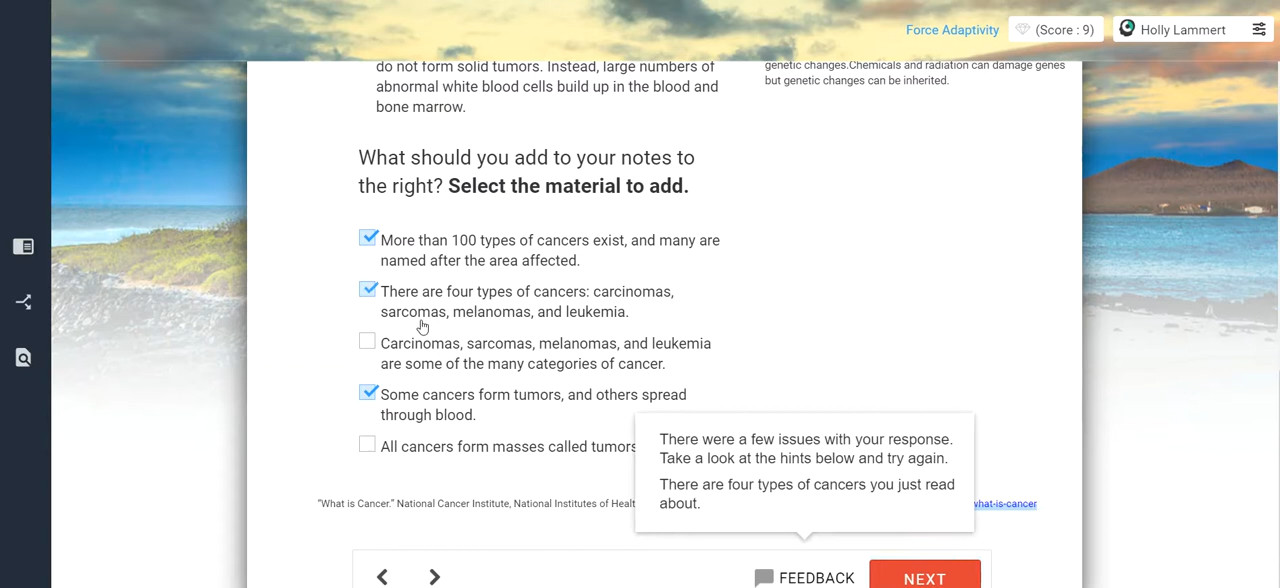 Force Adaptivity (Score : 9) Holly Lammert
do not form solid tumors. Instead, large numbers of
abnormal white blood cells build up in the blood and
bone marrow.
genetic changes.Chemicals and radiation can damage genes
but genetic changes can be inherited.
What should you add to your notes to
the right? Select the material to add.
More than 100 types of cancers exist, and many are
named after the area affected.
There are four types of cancers: carcinomas,
sarcomas, melanomas, and leukemia.
Carcinomas, sarcomas, melanomas, and leukemia
are some of the many categories of cancer.
Some cancers form tumors, and others spread
through blood.
All cancers form masses called tumors
There were a few issues with your response.
Take a look at the hints below and try again.
There are four types of cancers you just read
about.
"What is Cancer." National Cancer Institute, National Institutes of Healt what-is-cancer
FEEDBACK NEXT